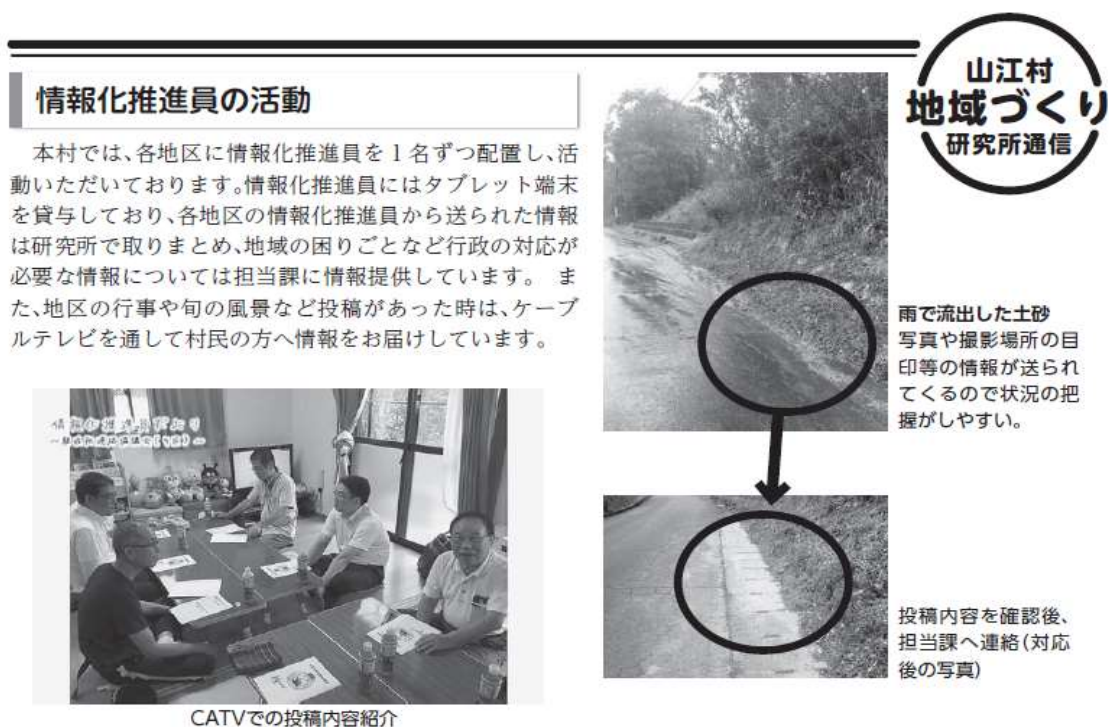 山江村
地域づくり
研究所通信
情報化推進員の活動
　本村では、各地区に情報化推進員を1名ずつ配置し、活
動いただいております。情報化推進員にはタブレット端末
を貸与しており、各地区の情報化推進員から送られた情報
は研究所で取りまとめ、地域の困りごとなど行政の対応が
必要な情報については担当課に情報提供しています。　ま
た、地区の行事や旬の風景など投稿があった時は、ケーブ
ルテレビを通して村民の方へ情報をお届けしています。
情報化推進員だより
CATVでの投稿内容紹介
雨で流出した土砂
写真や撮影場所の目
印等の情報が送られ
てくるので状況の把
握がしやすい。
投稿内容を確認後、
担当課へ連絡(対応
後の写真)